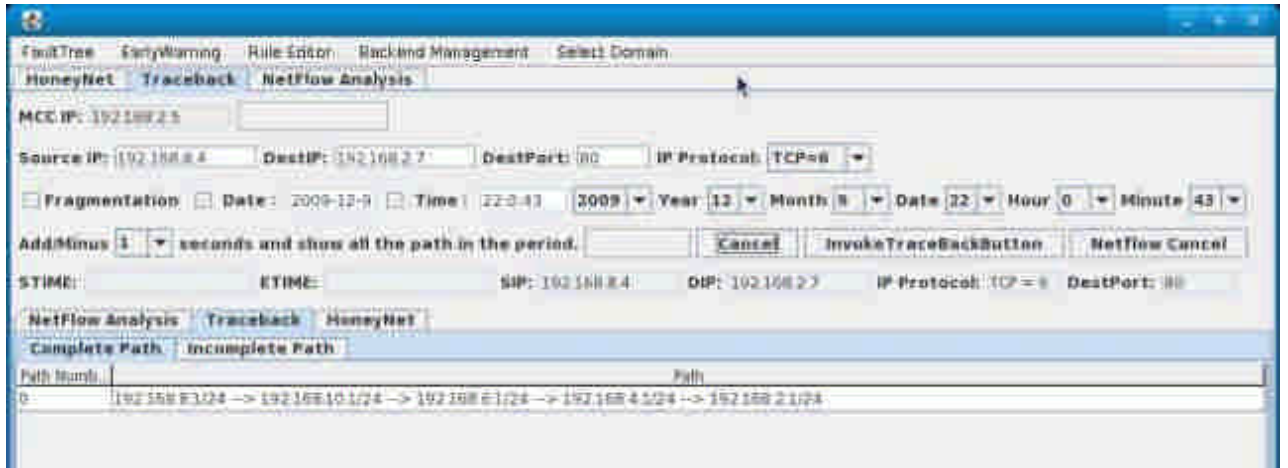 FaultTree EarlyWarning Rule Editor Backend Management Select Domain
HoneyNet Traceback NetFlow Analysis
MCC IP: 192.168.2.5
Source IP: 192.168.8.4 DestIP: 192.168.2.7 DestPort: 80 IP Protocol: TCP=6
Fragmentation Date: 2009-12-9 Time: 22:0:43 2009 Year 12 Month 9 Date 22 Hour 0 Minute 43
Add/Minus 1 seconds and show all the path in the period. Cancel InvokeTraceBackButton Netflow Cancel
STIME: ETIME: SIP: 192.168.8.4 DIP: 192.168.2.7 IP Protocol: TCP = 6 DestPort: 80
NetFlow Analysis Traceback HoneyNet
Complete Path Incomplete Path
Path Numb... Path
0 192.168.8.1/24 --> 192.168.10.1/24 --> 192.168.6.1/24 --> 192.168.4.1/24 --> 192.168.2.1/24